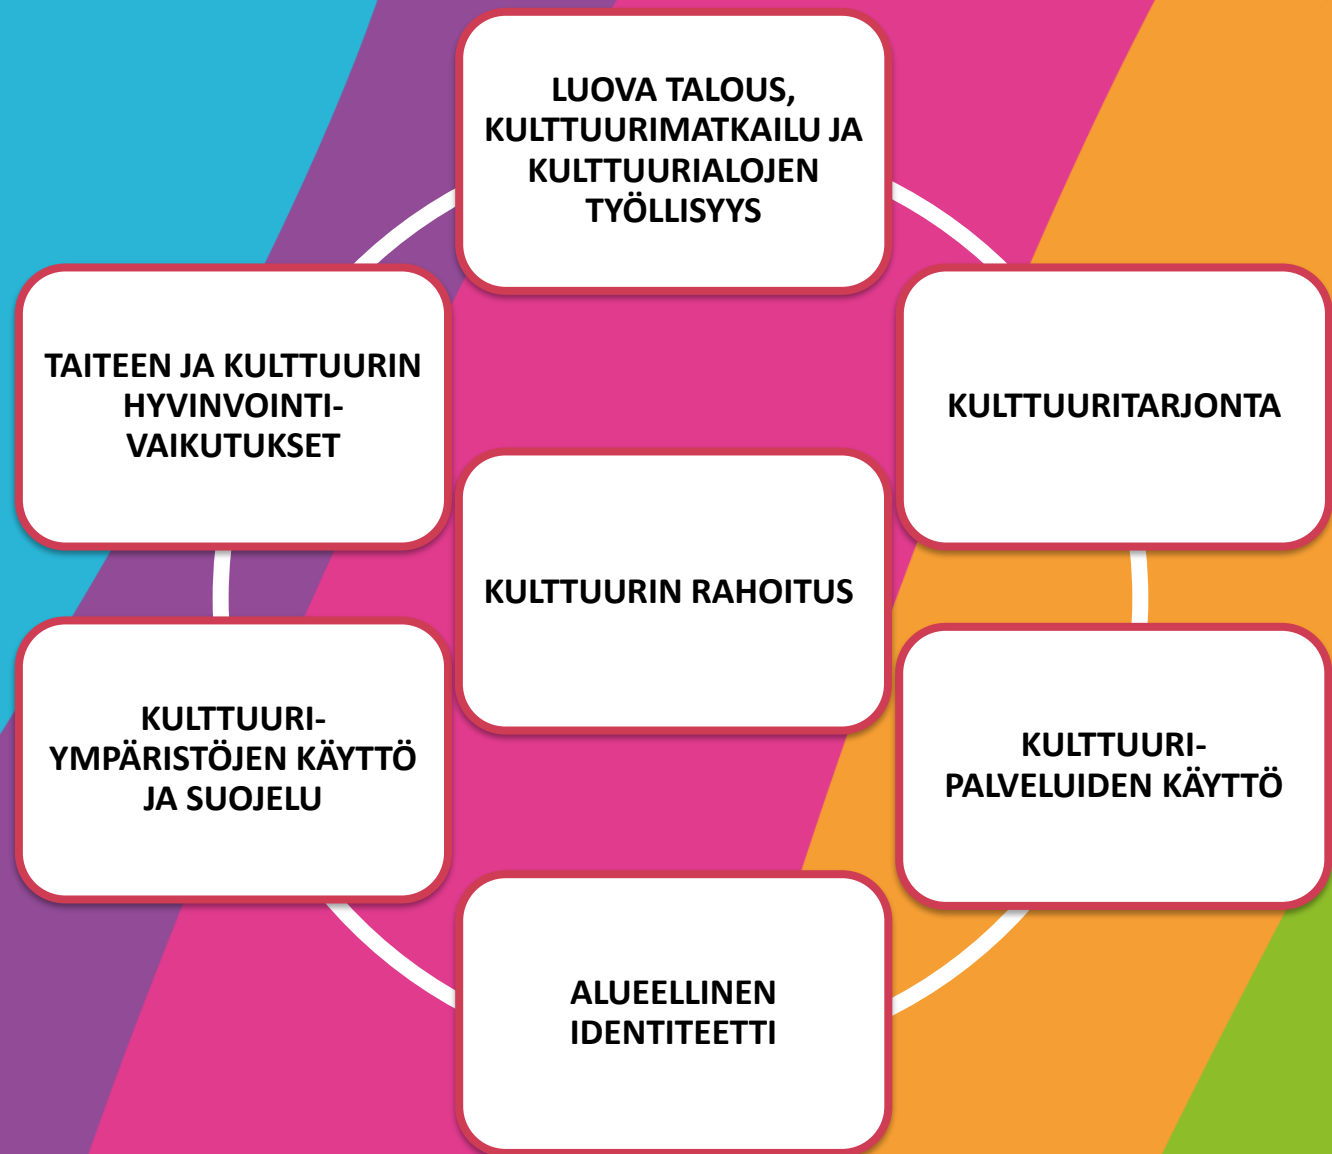 LUOVA TALOUS,
KULTTUURIMATKAILU JA
KULTTUURIALOJEN
TYÖLLISYYS
TAITEEN JA KULTTUURIN
HYVINVOINTI-
VAIKUTUKSET
KULTTUURITARJONTA
KULTTUURIN RAHOITUS
KULTTUURI-
YMPÄRISTÖJEN KÄYTTÖ
JA SUOJELU
KULTTUURI-
PALVELUIDEN KÄYTTÖ
ALUEELLINEN
IDENTITEETTI